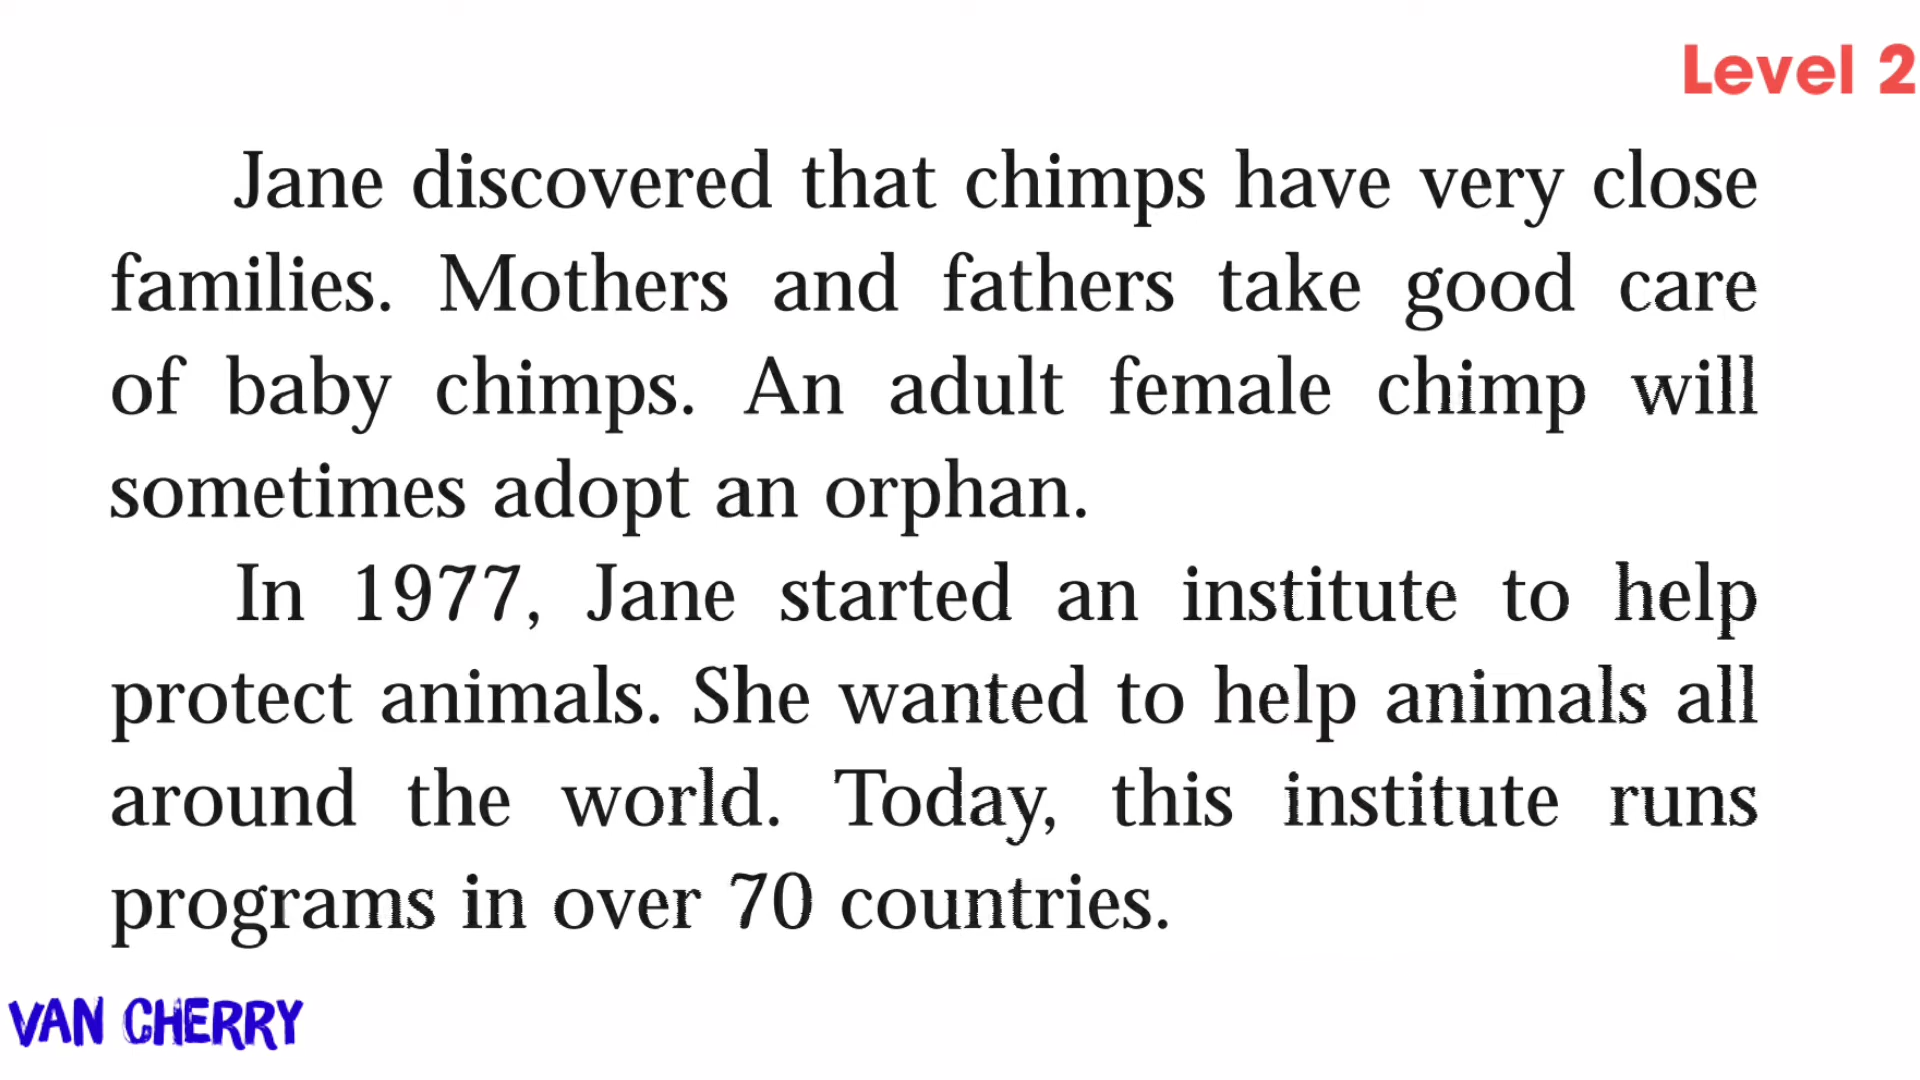 Level 2
Jane discovered that chimps have very close
families. Mothers and fathers take good care
of baby chimps. An adult female chimp will
sometimes adopt an orphan.
In 1977, Jane started an institute to help
protect animals. She wanted to help animals all
around the world. Today, this institute runs
programs in over 70 countries.
VAN CHERRY